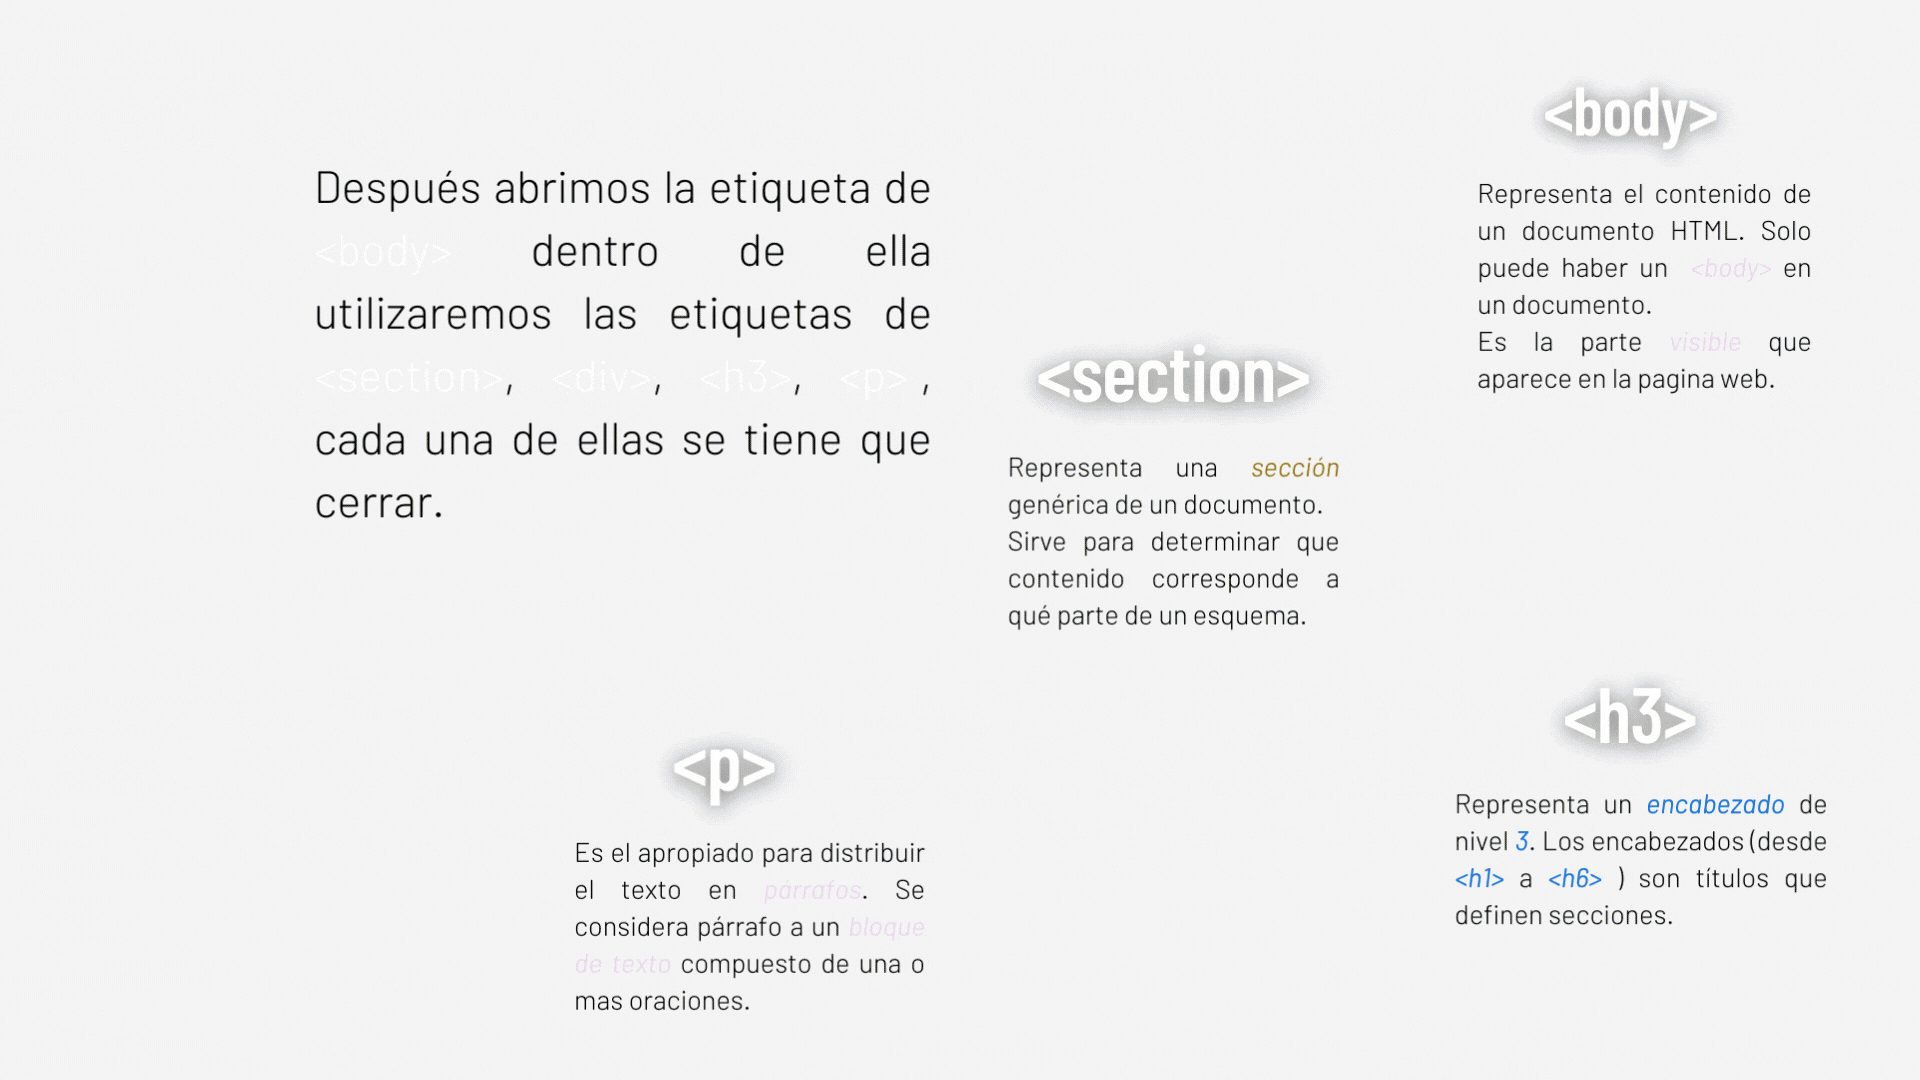 Después abrimos la etiqueta de
<body> dentro de ella
utilizaremos las etiquetas de
<section>, <div>, <h3>, <p> ,
cada una de ellas se tiene que
cerrar.
<section>
Representa una sección
genérica de un documento.
Sirve para determinar que
contenido corresponde a
qué parte de un esquema.
<body>
Representa el contenido de
un documento HTML. Solo
puede haber un <body> en
un documento.
Es la parte visible que
aparece en la pagina web.
<p>
Es el apropiado para distribuir
el texto en párrafos. Se
considera párrafo a un bloque
de texto compuesto de una o
mas oraciones.
<h3>
Representa un encabezado de
nivel 3. Los encabezados (desde
<h1> a <h6> ) son títulos que
definen secciones.